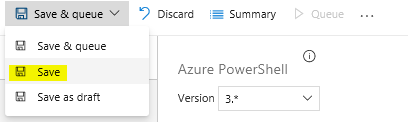 Save & queue Discard Summary Queue ...
Save & queue
Save
Save as draft
Azure PowerShell
Version 3.*